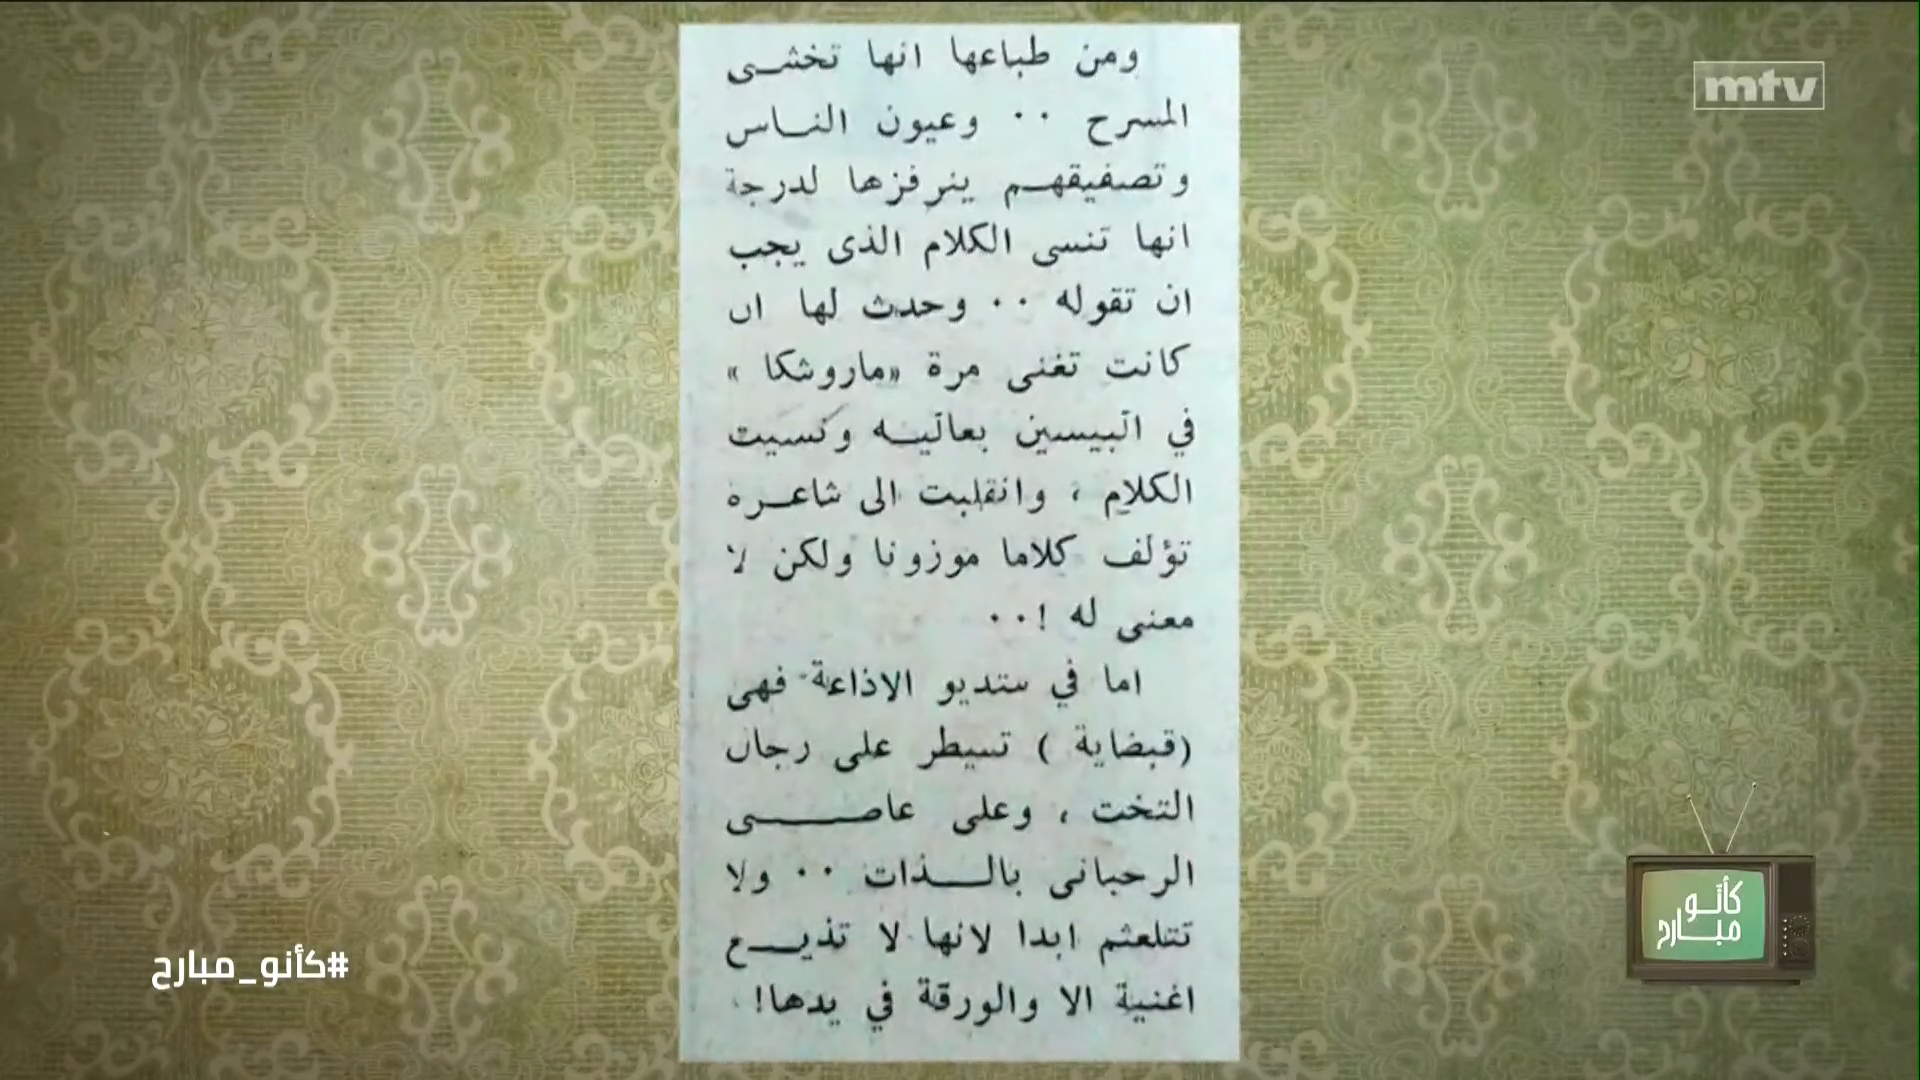 ومن طباعها انها تخشى
المسرح ·· وعيون الناس
وتصفيقهم ينرفزها لدرجة
انها تنسى الكلام الذى يجب
ان تقوله ·· وحدث لها ان
كانت تغنى مرة «ماروشكا »
في البيسين بعاليه ونسيت
الكلام ، وانقلبت الى شاعره
تؤلف كلاما موزونا ولكن لا
معنى له !··
اما في ستديو الاذاعة فهى
(قبضاية ) تسيطر على رجال
التخت ، وعلى عاصى
الرحبانى بالذات ·· ولا
تتلعثم ابدا لانها لا تذيع
اغنية الا والورقة في يدها!
mtv
كأنّو
مبارح
#كأنو_مبارح